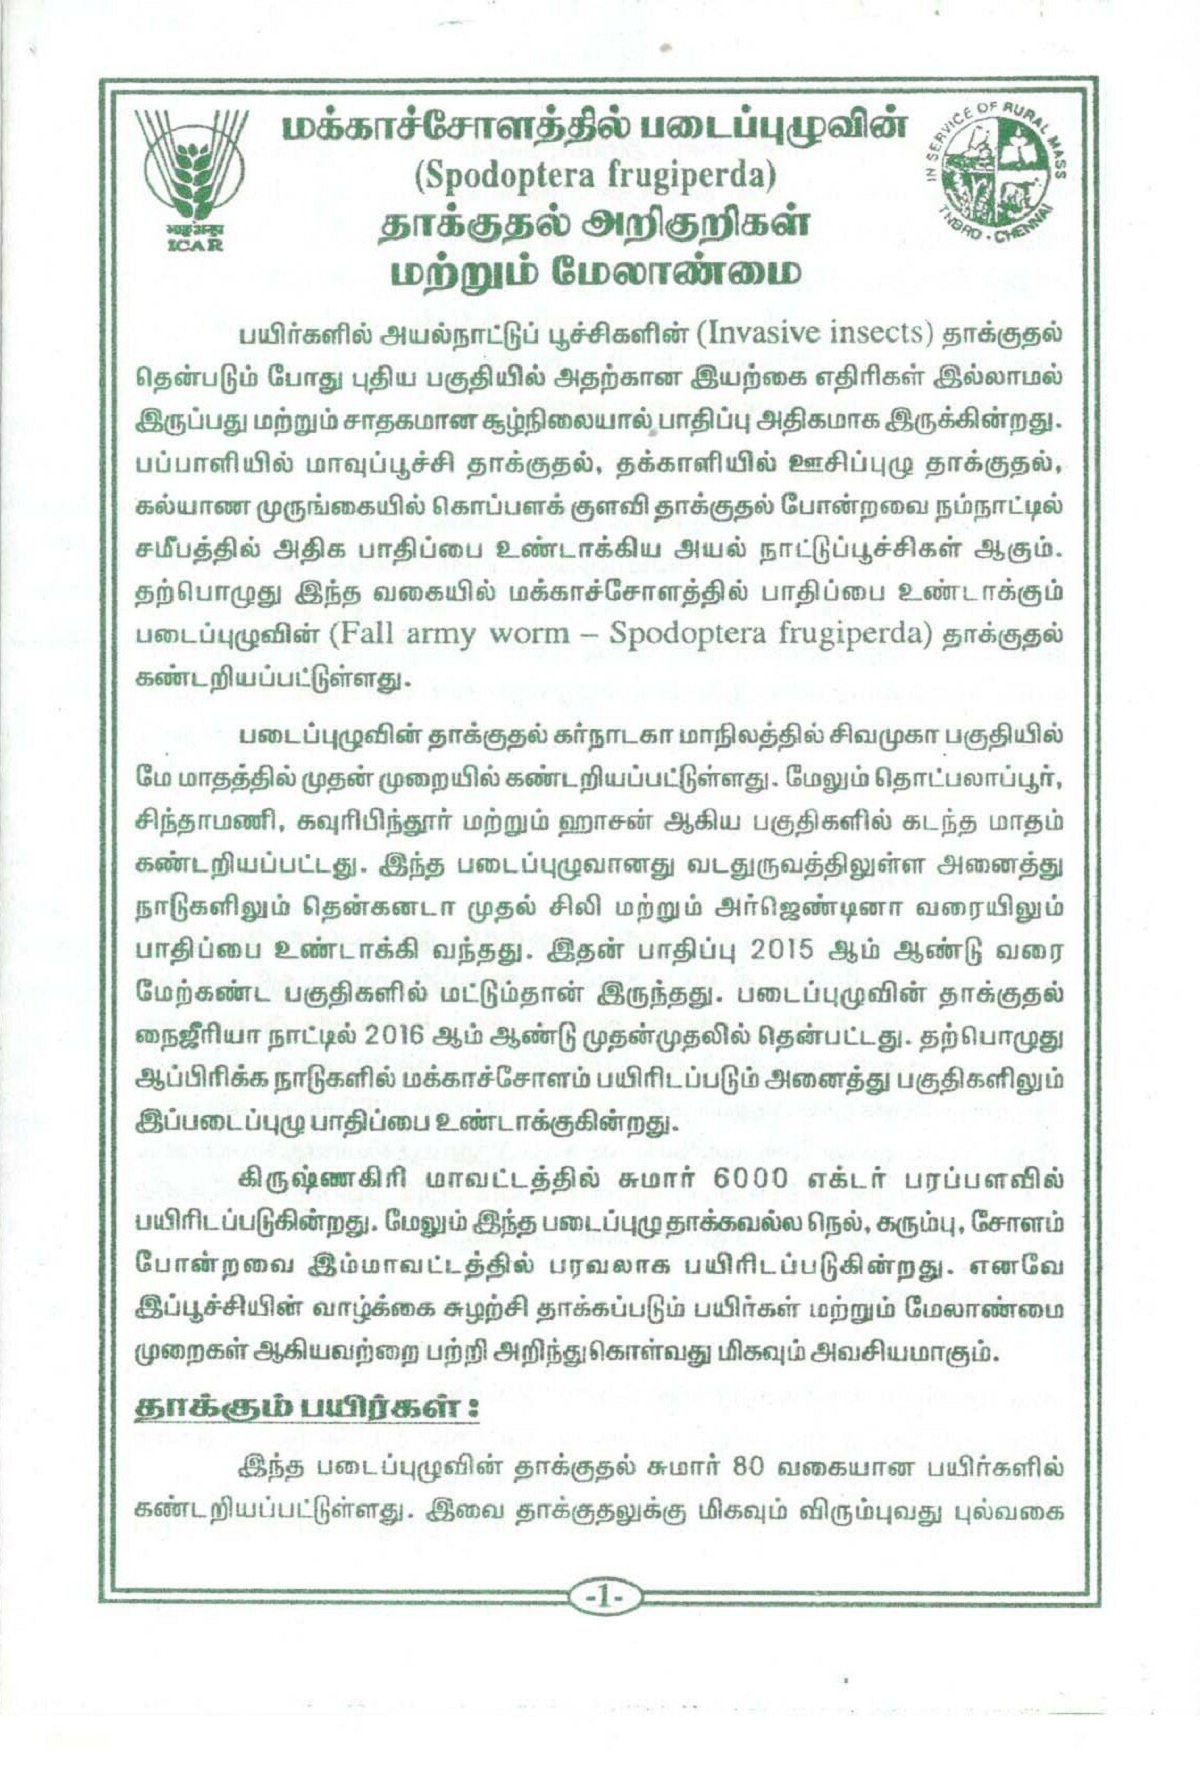 மக்காச்சோளத்தில் படைப்புழுவின்
(Spodoptera frugiperda)
தாக்குதல் அறிகுறிகள்
மற்றும் மேலாண்மை
ICAR
IN SERVICE OF RURAL MASS
TNBRD - CHENNAI
பயிர்களில் அயல்நாட்டுப் பூச்சிகளின் (Invasive insects) தாக்குதல்
தென்படும் போது புதிய பகுதியில் அதற்கான இயற்கை எதிரிகள் இல்லாமல்
இருப்பது மற்றும் சாதகமான சூழ்நிலையால் பாதிப்பு அதிகமாக இருக்கின்றது.
பப்பாளியில் மாவுப்பூச்சி தாக்குதல், தக்காளியில் ஊசிப்புழு தாக்குதல்,
கல்யாண முருங்கையில் கொப்பளக் குளவி தாக்குதல் போன்றவை நம்நாட்டில்
சமீபத்தில் அதிக பாதிப்பை உண்டாக்கிய அயல் நாட்டுப்பூச்சிகள் ஆகும்.
தற்பொழுது இந்த வகையில் மக்காச்சோளத்தில் பாதிப்பை உண்டாக்கும்
படைப்புழுவின் (Fall army worm – Spodoptera frugiperda) தாக்குதல்
கண்டறியப்பட்டுள்ளது.
படைப்புழுவின் தாக்குதல் கர்நாடகா மாநிலத்தில் சிவமுகா பகுதியில்
மே மாதத்தில் முதன் முறையில் கண்டறியப்பட்டுள்ளது. மேலும் தொட்பலாப்பூர்,
சிந்தாமணி, கவுரிபிந்தூர் மற்றும் ஹாசன் ஆகிய பகுதிகளில் கடந்த மாதம்
கண்டறியப்பட்டது. இந்த படைப்புழுவானது வடதுருவத்திலுள்ள அனைத்து
நாடுகளிலும் தென்கனடா முதல் சிலி மற்றும் அர்ஜெண்டினா வரையிலும்
பாதிப்பை உண்டாக்கி வந்தது. இதன் பாதிப்பு 2015 ஆம் ஆண்டு வரை
மேற்கண்ட பகுதிகளில் மட்டும்தான் இருந்தது. படைப்புழுவின் தாக்குதல்
நைஜீரியா நாட்டில் 2016 ஆம் ஆண்டு முதன்முதலில் தென்பட்டது. தற்பொழுது
ஆப்பிரிக்க நாடுகளில் மக்காச்சோளம் பயிரிடப்படும் அனைத்து பகுதிகளிலும்
இப்படைப்புழு பாதிப்பை உண்டாக்குகின்றது.
கிருஷ்ணகிரி மாவட்டத்தில் சுமார் 6000 எக்டர் பரப்பளவில்
பயிரிடப்படுகின்றது. மேலும் இந்த படைப்புழு தாக்கவல்ல நெல், கரும்பு, சோளம்
போன்றவை இம்மாவட்டத்தில் பரவலாக பயிரிடப்படுகின்றது. எனவே
இப்பூச்சியின் வாழ்க்கை சுழற்சி தாக்கப்படும் பயிர்கள் மற்றும் மேலாண்மை
முறைகள் ஆகியவற்றை பற்றி அறிந்துகொள்வது மிகவும் அவசியமாகும்.
தாக்கும் பயிர்கள் :
இந்த படைப்புழுவின் தாக்குதல் சுமார் 80 வகையான பயிர்களில்
கண்டறியப்பட்டுள்ளது. இவை தாக்குதலுக்கு மிகவும் விரும்புவது புல்வகை
-1-